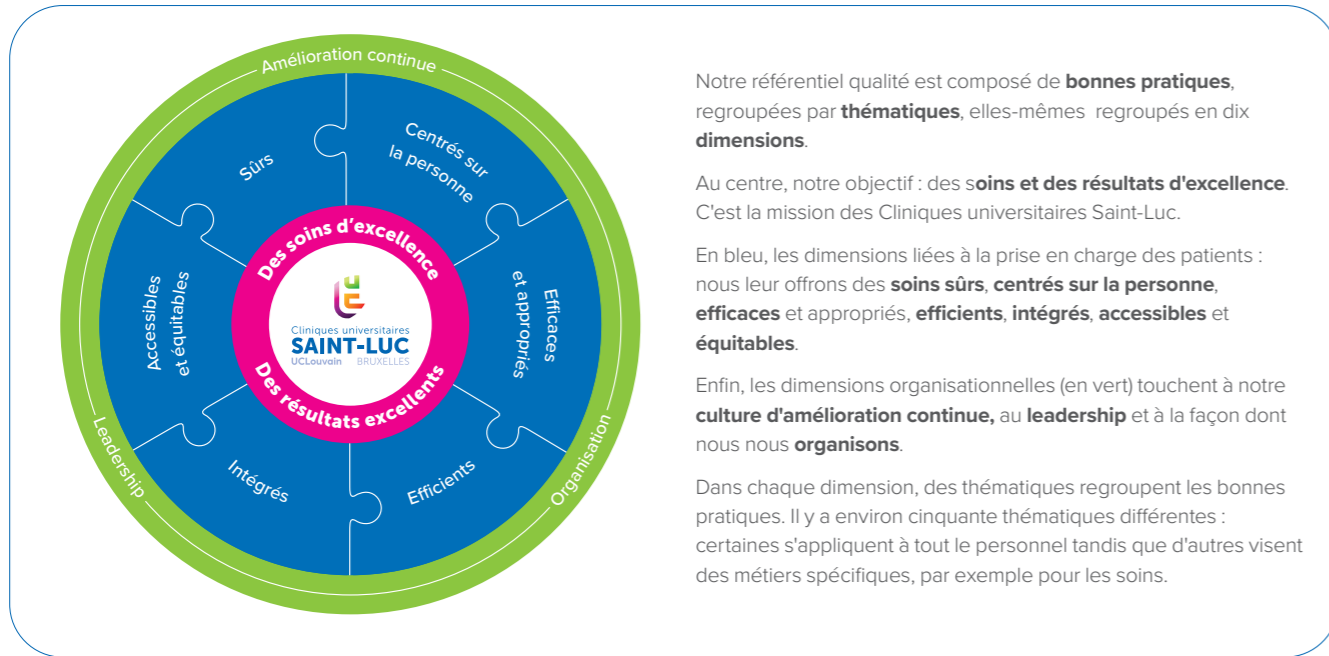 Amélioration continue
Sûrs
Centrés sur
la personne
Accessibles
et équitables
Efficaces
et appropriés
Des soins d'excellence
Cliniques universitaires
SAINT-LUC
UCLouvain BRUXELLES
Des résultats excellents
Intégrés
Efficients
Leadership
Organisation
Notre référentiel qualité est composé de bonnes pratiques,
regroupées par thématiques, elles-mêmes regroupés en dix
dimensions.
Au centre, notre objectif : des soins et des résultats d'excellence.
C'est la mission des Cliniques universitaires Saint-Luc.
En bleu, les dimensions liées à la prise en charge des patients :
nous leur offrons des soins sûrs, centrés sur la personne,
efficaces et appropriés, efficients, intégrés, accessibles et
équitables.
Enfin, les dimensions organisationnelles (en vert) touchent à notre
culture d'amélioration continue, au leadership et à la façon dont
nous nous organisons.
Dans chaque dimension, des thématiques regroupent les bonnes
pratiques. Il y a environ cinquante thématiques différentes :
certaines s'appliquent à tout le personnel tandis que d'autres visent
des métiers spécifiques, par exemple pour les soins.